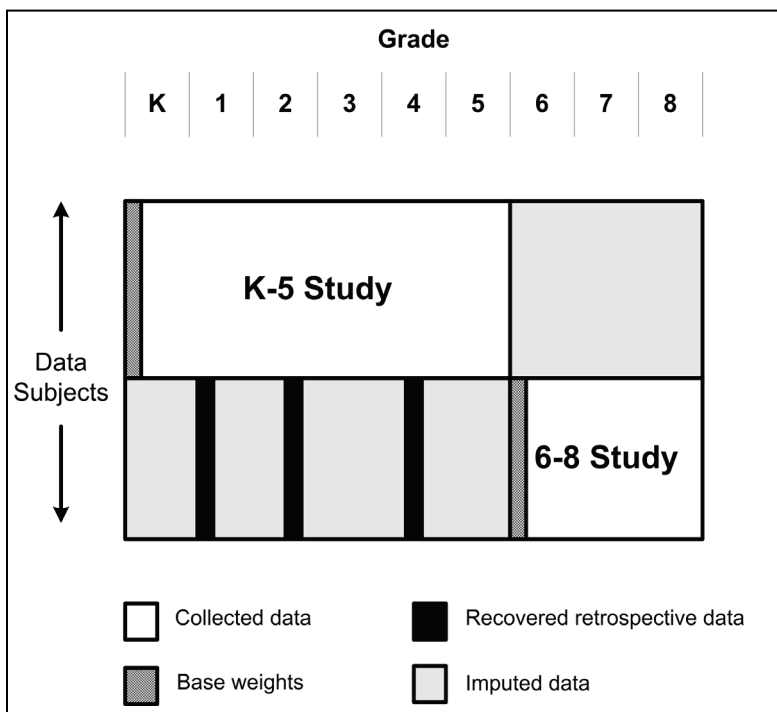 Grade
K 1 2 3 4 5 6 7 8
K-5 Study
Data
Subjects
6-8 Study
Collected data
Recovered retrospective data
Base weights
Imputed data